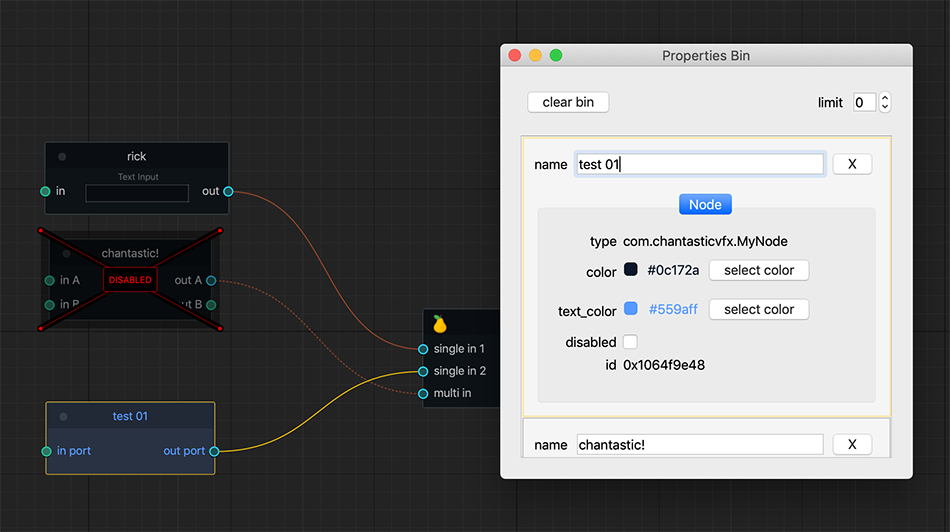 rick
Text Input
in
out
chantastic!
in A
DISABLED
out A
in B
out B
single in 1
single in 2
multi in
test 01
in port
out port
Properties Bin
clear bin
limit 0
name test 01 X
Node
type com.chantasticvfx.MyNode
color #0c172a select color
text_color #559aff select color
disabled
id 0x1064f9e48
name chantastic! X